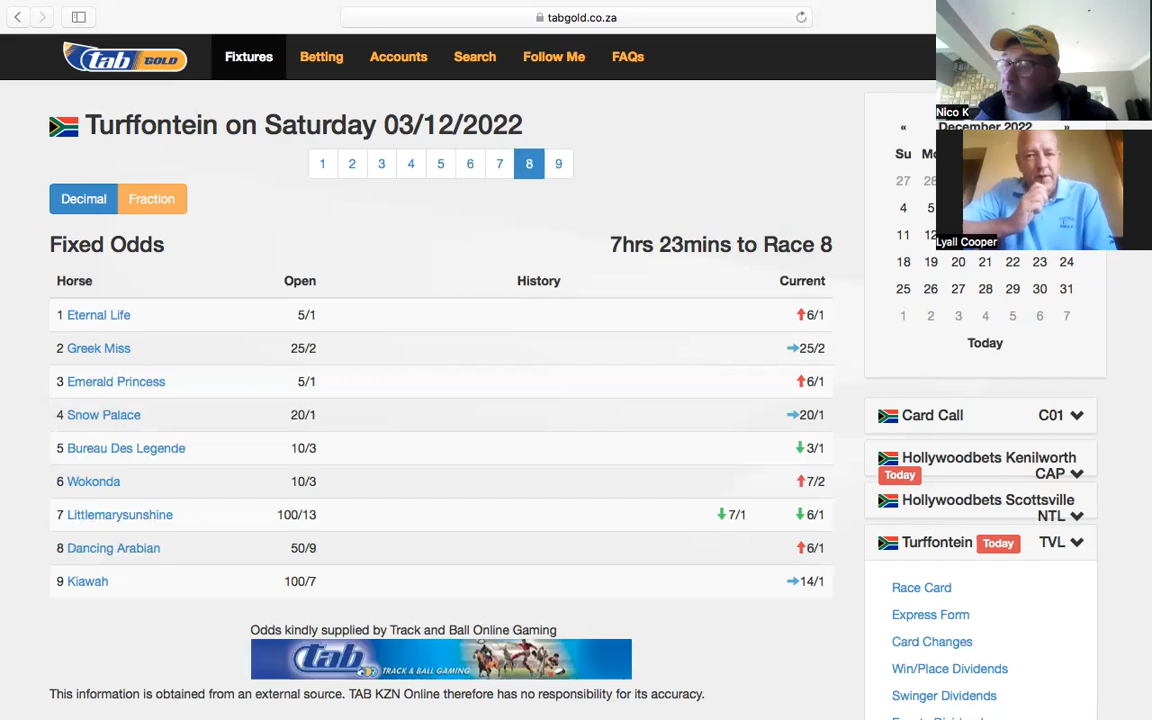 tabgold.co.za
tab GOLD
Fixtures
Betting
Accounts
Search
Follow Me
FAQs
Nico K
Lyall Cooper
Turffontein on Saturday 03/12/2022
1 2 3 4 5 6 7 8 9
Decimal Fraction
Fixed Odds
7hrs 23mins to Race 8
Horse Open History Current
1 Eternal Life 5/1 6/1
2 Greek Miss 25/2 25/2
3 Emerald Princess 5/1 6/1
4 Snow Palace 20/1 20/1
5 Bureau Des Legende 10/3 3/1
6 Wokonda 10/3 7/2
7 Littlemarysunshine 100/13 7/1 6/1
8 Dancing Arabian 50/9 6/1
9 Kiawah 100/7 14/1
Odds kindly supplied by Track and Ball Online Gaming
tab GOLD TRACK & BALL GAMING
This information is obtained from an external source. TAB KZN Online therefore has no responsibility for its accuracy.
« December 2022 »
Su
27 28
4 5
11
18 19 20 21 22 23 24
25 26 27 28 29 30 31
1 2 3 4 5 6 7
Today
Card Call C01
Hollywoodbets Kenilworth
Today CAP
Hollywoodbets Scottsville
NTL
Turffontein Today TVL
Race Card
Express Form
Card Changes
Win/Place Dividends
Swinger Dividends